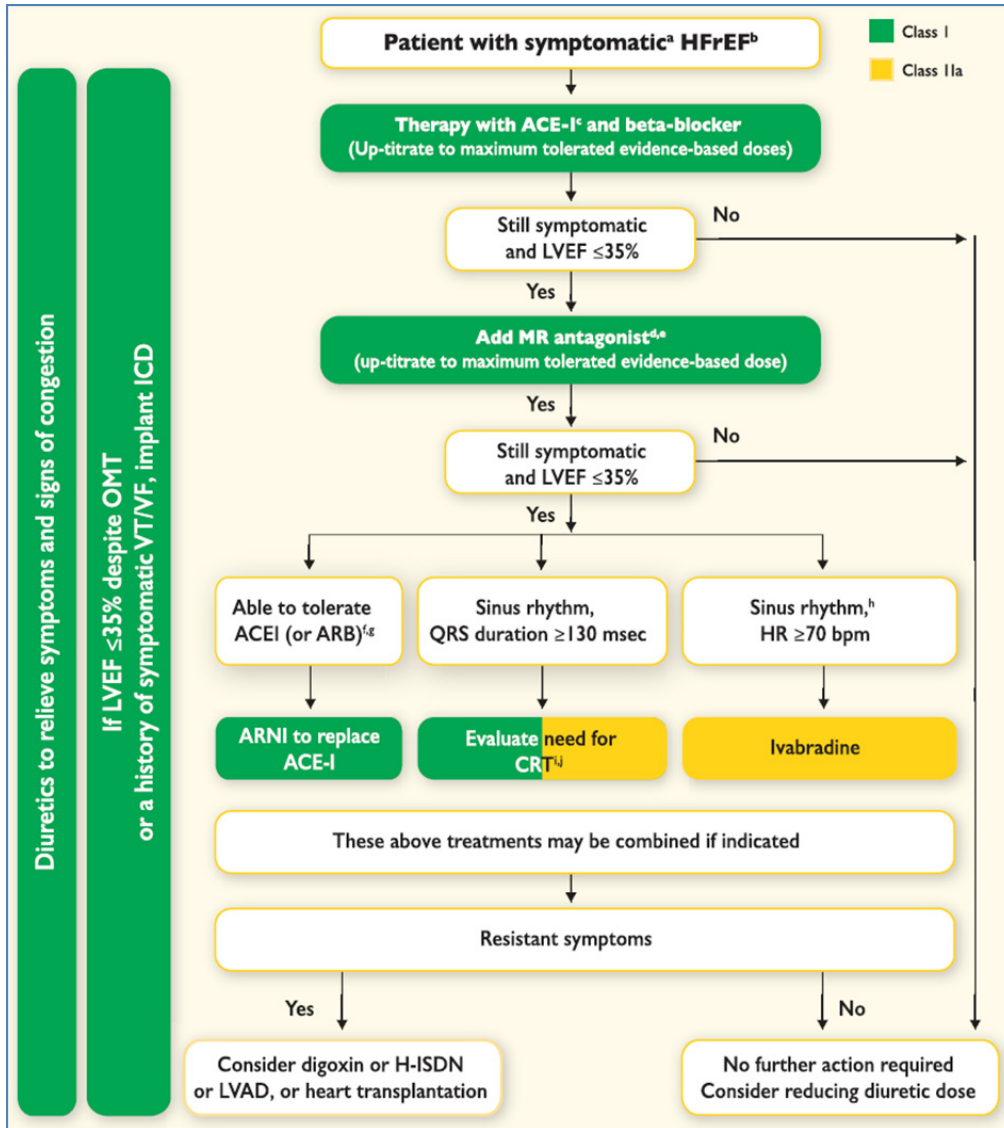 Patient with symptomaticᵃ HFrEFᵇ
Class I
Class IIa
Therapy with ACE-Iᶜ and beta-blocker
(Up-titrate to maximum tolerated evidence-based doses)
Still symptomatic
and LVEF ≤35%
No
Yes
Add MR antagonistᵈ,ᵉ
(up-titrate to maximum tolerated evidence-based dose)
Yes
Still symptomatic
and LVEF ≤35%
No
Yes
Able to tolerate
ACEI (or ARB)ᶠ,ᵍ
Sinus rhythm,
QRS duration ≥130 msec
Sinus rhythm,ʰ
HR ≥70 bpm
ARNI to replace
ACE-I
Evaluate need for
CRTⁱ,ʲ
Ivabradine
These above treatments may be combined if indicated
Resistant symptoms
Yes
No
Consider digoxin or H-ISDN
or LVAD, or heart transplantation
No further action required
Consider reducing diuretic dose
Diuretics to relieve symptoms and signs of congestion
If LVEF ≤35% despite OMT
or a history of symptomatic VT/VF, implant ICD